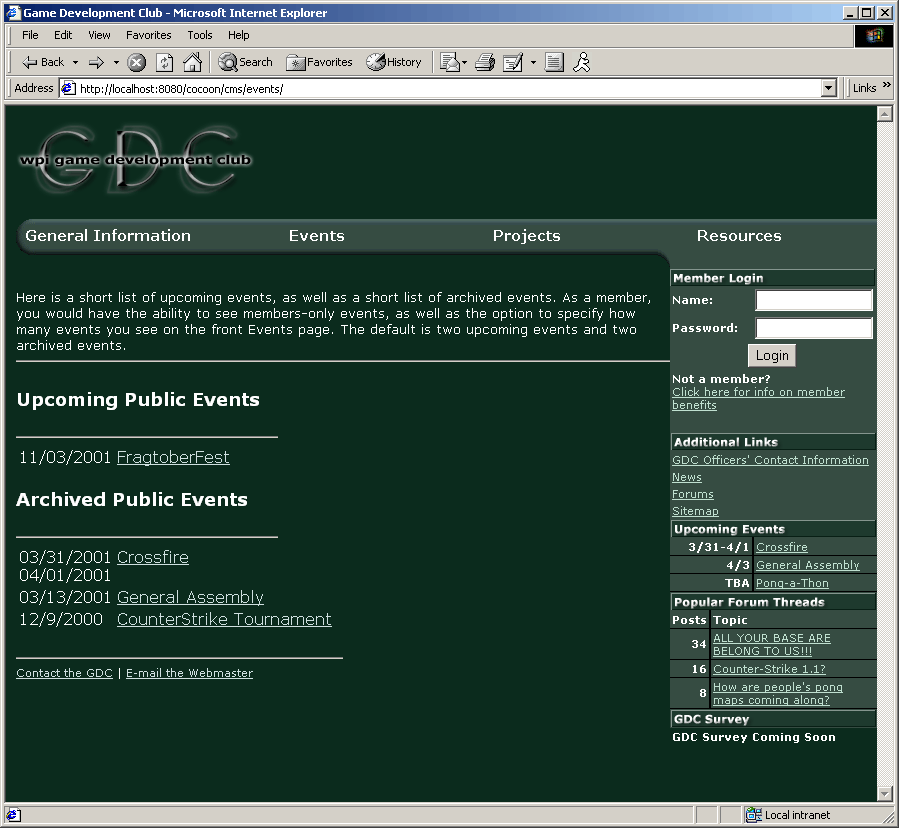 Game Development Club - Microsoft Internet Explorer
File Edit View Favorites Tools Help
Back Search Favorites History
Address http://localhost:8080/cocoon/cms/events/ Links »
GDC
wpi game development club
General Information Events Projects Resources
Here is a short list of upcoming events, as well as a short list of archived events. As a member,
you would have the ability to see members-only events, as well as the option to specify how
many events you see on the front Events page. The default is two upcoming events and two
archived events.
Upcoming Public Events
11/03/2001 FragtoberFest
Archived Public Events
03/31/2001 Crossfire
04/01/2001
03/13/2001 General Assembly
12/9/2000 CounterStrike Tournament
Contact the GDC | E-mail the Webmaster
Member Login
Name:
Password:
Login
Not a member?
Click here for info on member
benefits
Additional Links
GDC Officers' Contact Information
News
Forums
Sitemap
Upcoming Events
3/31-4/1 Crossfire
4/3 General Assembly
TBA Pong-a-Thon
Popular Forum Threads
Posts Topic
34 ALL YOUR BASE ARE
BELONG TO US!!!
16 Counter-Strike 1.1?
8 How are people's pong
maps coming along?
GDC Survey
GDC Survey Coming Soon
Local intranet